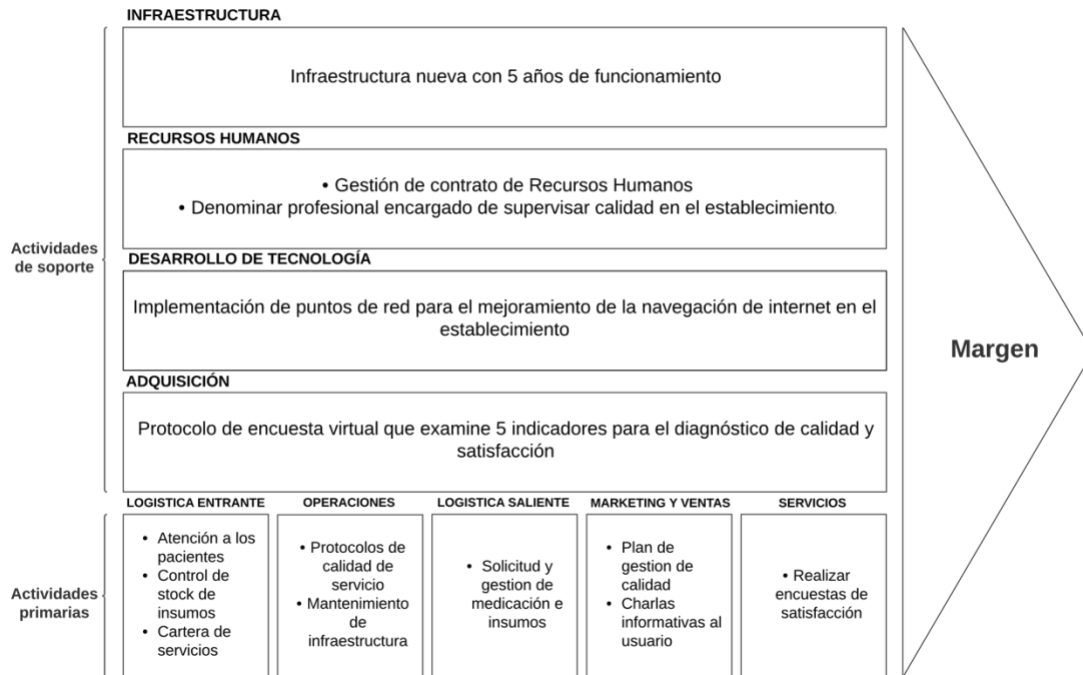 INFRAESTRUCTURA
Infraestructura nueva con 5 años de funcionamiento
RECURSOS HUMANOS
• Gestión de contrato de Recursos Humanos
• Denominar profesional encargado de supervisar calidad en el establecimiento.
Actividades
de soporte
DESARROLLO DE TECNOLOGÍA
Implementación de puntos de red para el mejoramiento de la navegación de internet en el
establecimiento
ADQUISICIÓN
Protocolo de encuesta virtual que examine 5 indicadores para el diagnóstico de calidad y
satisfacción
Margen
Actividades
primarias
LOGISTICA ENTRANTE
• Atención a los
pacientes
• Control de
stock de
insumos
• Cartera de
servicios
OPERACIONES
• Protocolos de
calidad de
servicio
• Mantenimiento
de
infraestructura
LOGISTICA SALIENTE
• Solicitud y
gestion de
medicación e
insumos
MARKETING Y VENTAS
• Plan de
gestion de
calidad
• Charlas
informativas al
usuario
SERVICIOS
• Realizar
encuestas de
satisfacción